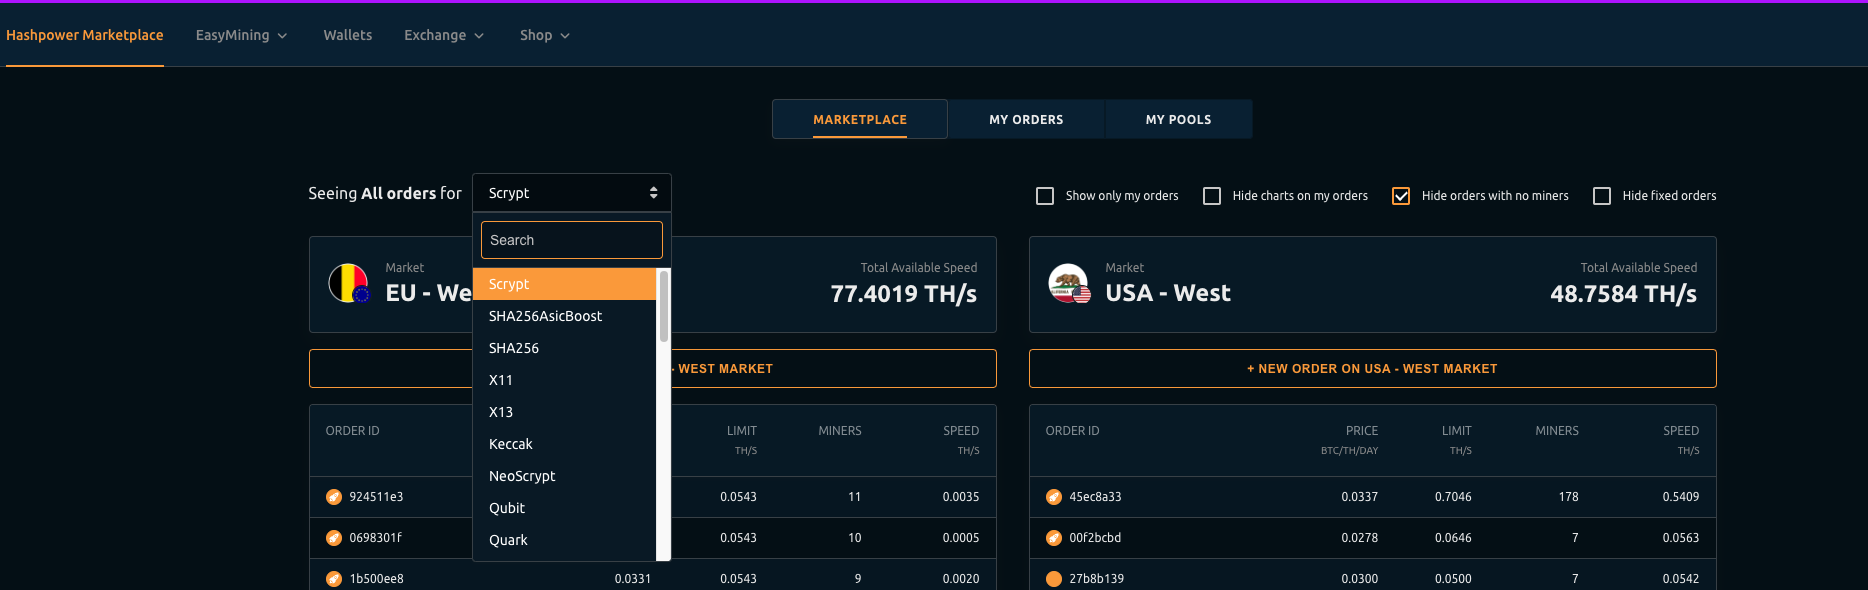 Hashpower Marketplace EasyMining Wallets Exchange Shop
MARKETPLACE MY ORDERS MY POOLS
Seeing All orders for Scrypt
Show only my orders Hide charts on my orders Hide orders with no miners Hide fixed orders
Search
Scrypt
SHA256AsicBoost
SHA256
X11
X13
Keccak
NeoScrypt
Qubit
Quark
Market Total Available Speed
EU - We 77.4019 TH/s
- WEST MARKET
ORDER ID LIMIT MINERS SPEED
TH/S TH/S
924511e3 0.0543 11 0.0035
0698301f 0.0543 10 0.0005
1b500ee8 0.0331 0.0543 9 0.0020
Market Total Available Speed
CALIFORNIA REPUBLIC
USA - West 48.7584 TH/s
+ NEW ORDER ON USA - WEST MARKET
ORDER ID PRICE LIMIT MINERS SPEED
BTC/TH/DAY TH/S TH/S
45ec8a33 0.0337 0.7046 178 0.5409
00f2bcbd 0.0278 0.0646 7 0.0563
27b8b139 0.0300 0.0500 7 0.0542